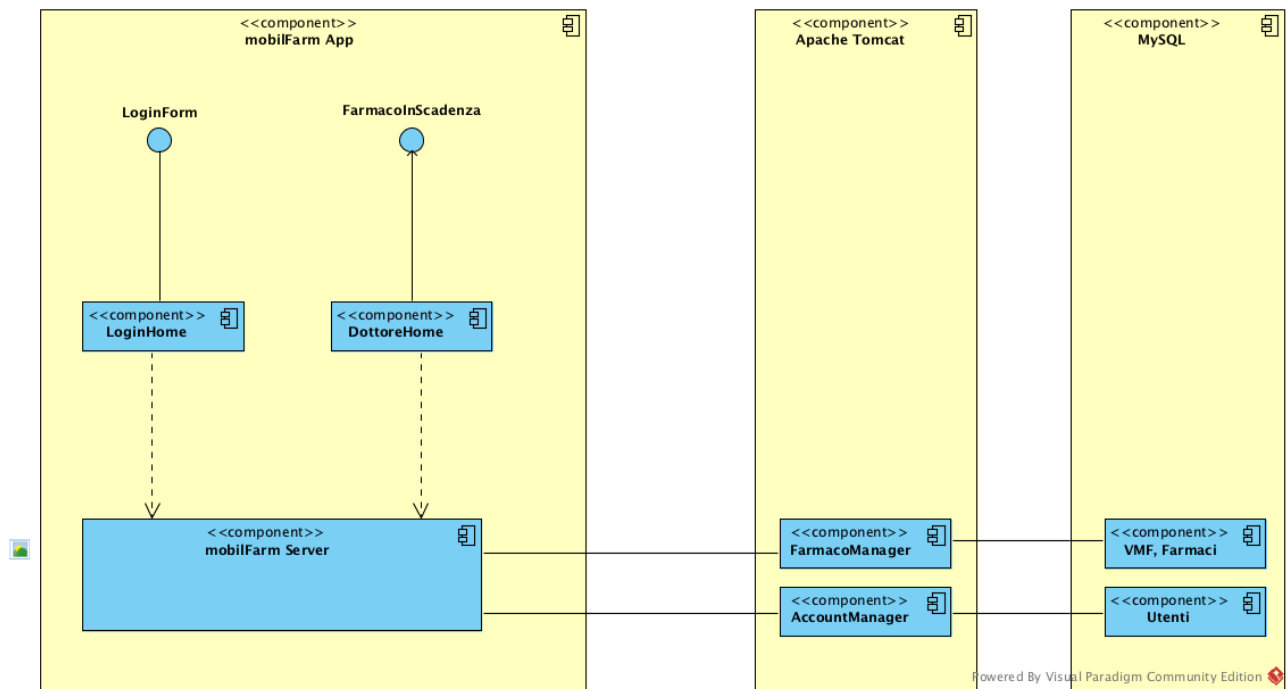 <<component>>
mobilFarm App
LoginForm
FarmacoInScadenza
<<component>>
LoginHome
<<component>>
DottoreHome
<<component>>
mobilFarm Server
<<component>>
Apache Tomcat
<<component>>
FarmacoManager
<<component>>
AccountManager
<<component>>
MySQL
<<component>>
VMF, Farmaci
<<component>>
Utenti
Powered By Visual Paradigm Community Edition